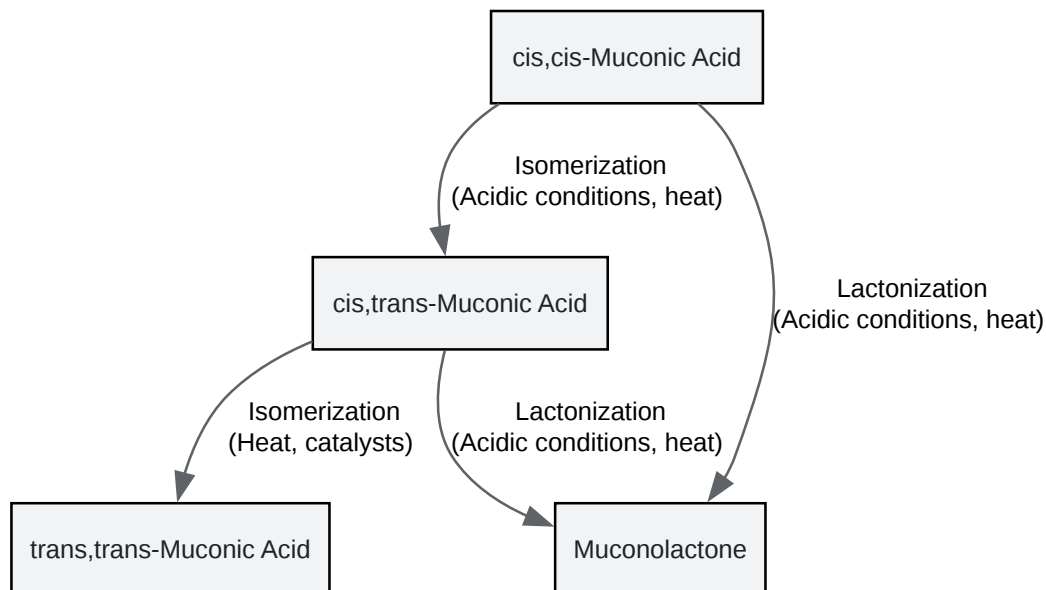 cis,cis-Muconic Acid
Isomerization
(Acidic conditions, heat)
Lactonization
(Acidic conditions, heat)
cis,trans-Muconic Acid
Isomerization
(Heat, catalysts)
Lactonization
(Acidic conditions, heat)
trans,trans-Muconic Acid
Muconolactone